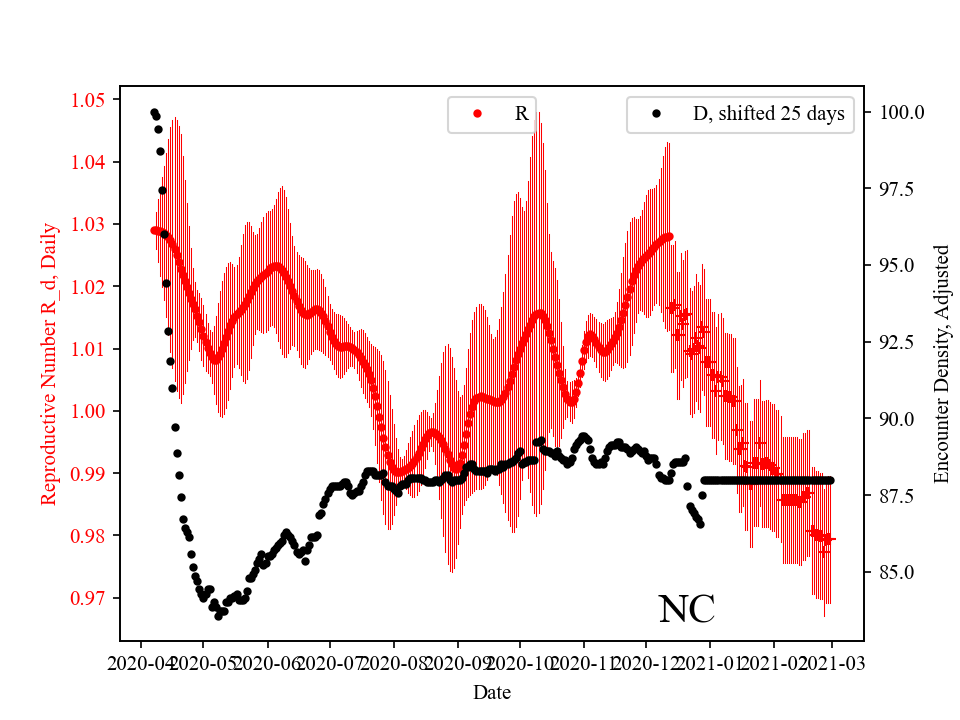 R
D, shifted 25 days
1.05
1.04
1.03
1.02
1.01
1.00
0.99
0.98
0.97
Reproductive Number R_d, Daily
100.0
97.5
95.0
92.5
90.0
87.5
85.0
Encounter Density, Adjusted
NC
2020-04 2020-05 2020-06 2020-07 2020-08 2020-09 2020-10 2020-11 2020-12 2021-01 2021-02 2021-03
Date